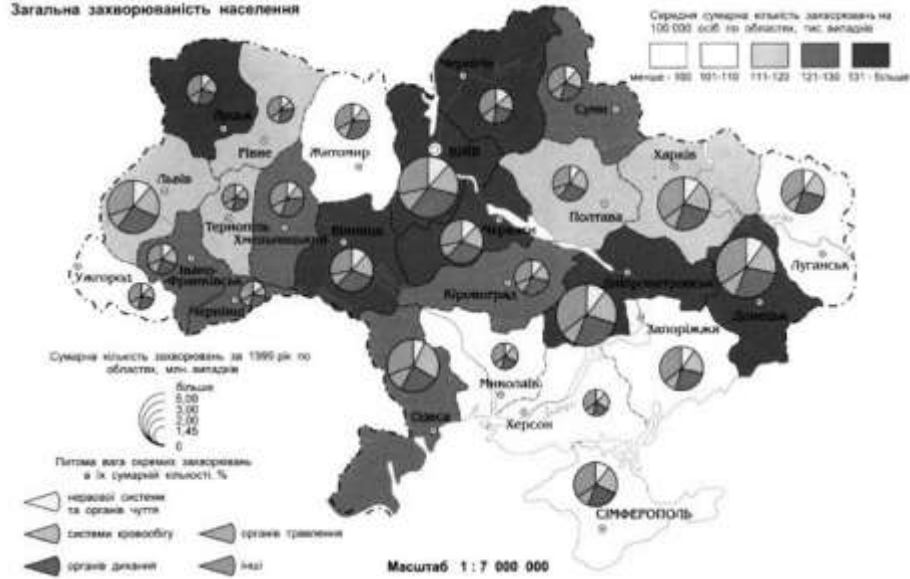 Загальна захворюваність населення
Середня сумарна кількість захворювань на
100 000 осіб по областях, тис. випадків
менше - 100 101-110 111-120 121-130 131 - більше
Чернігів
Луцьк
Суми
Рівне
Житомир
КИЇВ
Харків
Львів
Полтава
Тернопіль
Хмельницький
Вінниця
Черкаси
Луганськ
Ужгород
Івано-
Франківськ
Кіровоград
Дніпропетровськ
Донецьк
Чернівці
Запоріжжя
Сумарна кількість захворювань за 1999 рік по
областях, млн. випадків
більше
5,00
3,00
2,00
1,45
0
Миколаїв
Одеса
Херсон
Питома вага окремих захворювань
в їх сумарній кількості, %
нервової системи
та органів чуття
системи кровообігу
органів травлення
СІМФЕРОПОЛЬ
органів дихання
інші
Масштаб 1 : 7 000 000